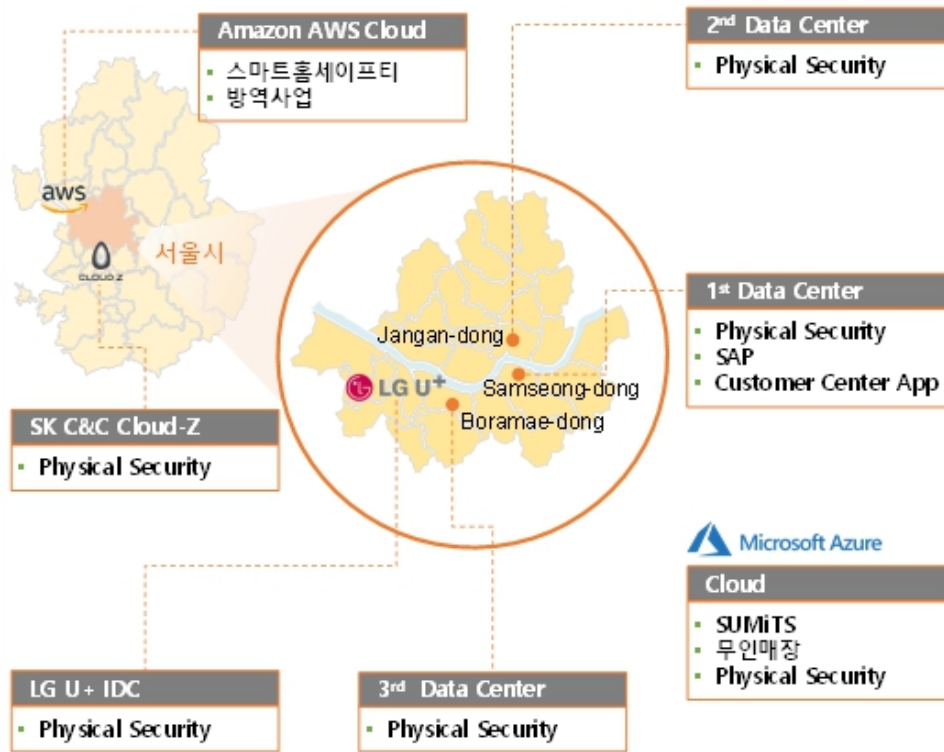 Amazon AWS Cloud
스마트홈세이프티
방역사업
2nd Data Center
Physical Security
aws
서울시
CLOUD Z
1st Data Center
Physical Security
SAP
Customer Center App
Jangan-dong
LG U+
Samseong-dong
Boramae-dong
SK C&C Cloud-Z
Physical Security
Microsoft Azure
Cloud
SUMiTS
무인매장
Physical Security
LG U+ IDC
Physical Security
3rd Data Center
Physical Security